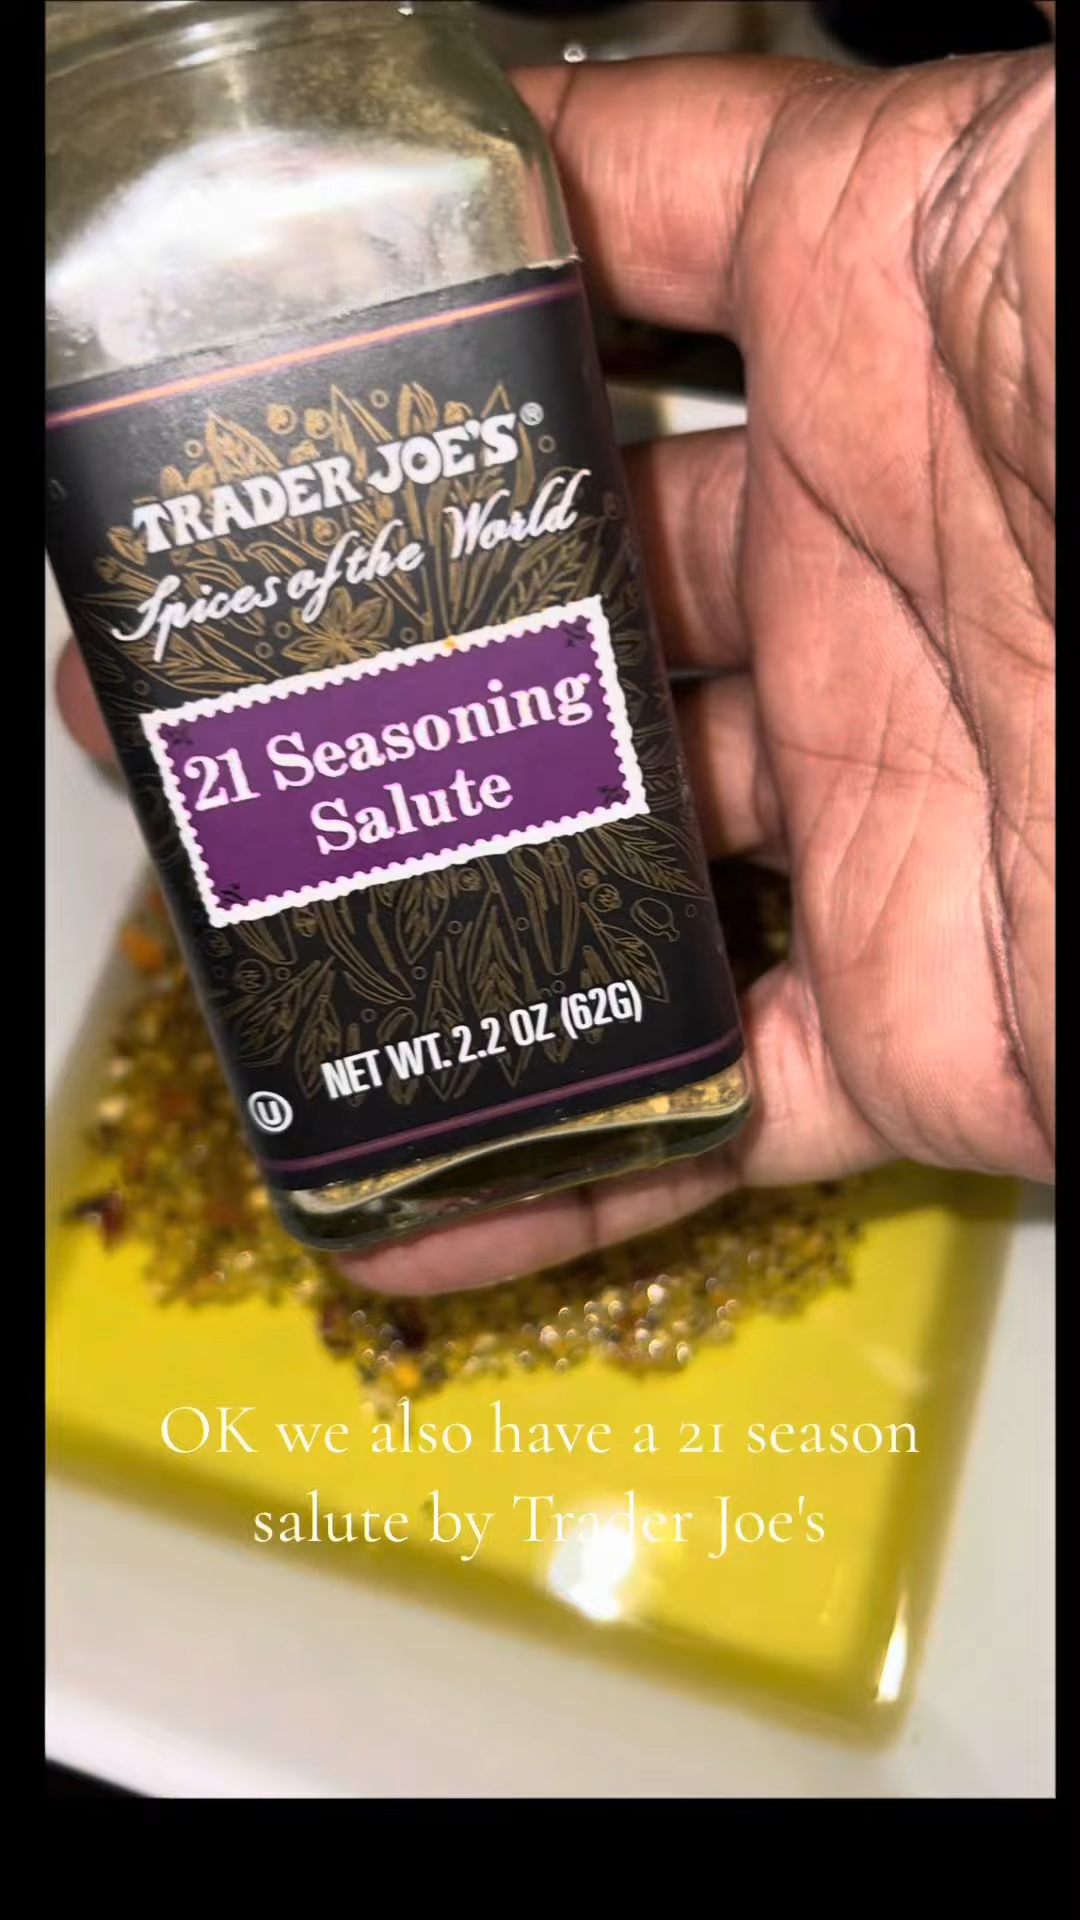 TRADER JOE'S®
Spices of the World
21 Seasoning
Salute
NET WT. 2.2 OZ (62G)
U
OK we also have a 21 season
salute by Trader Joe's